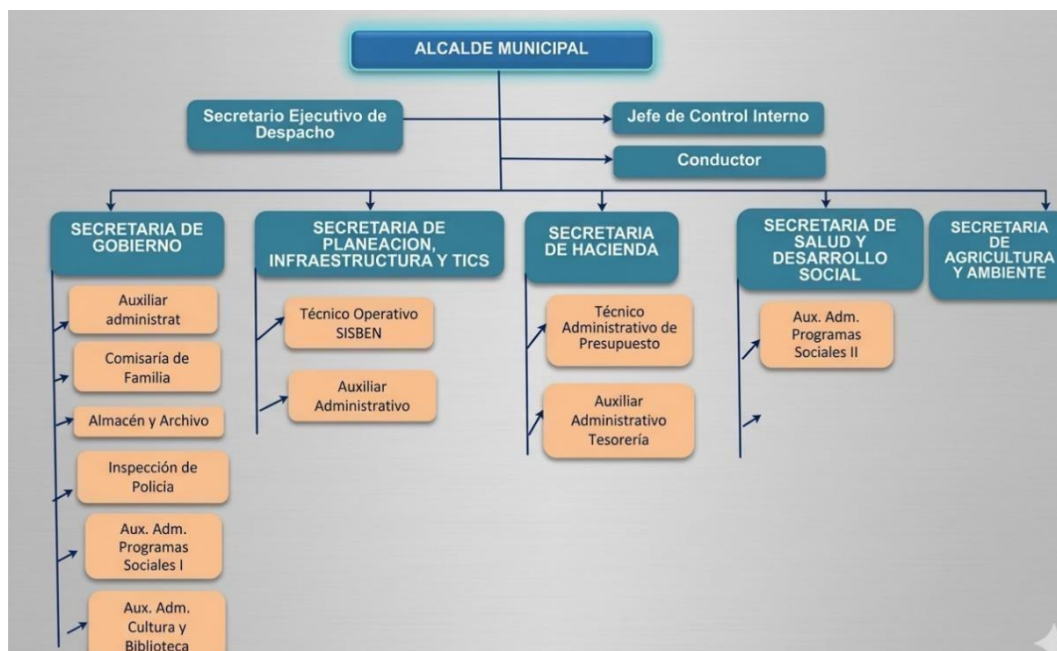 ALCALDE MUNICIPAL
Secretario Ejecutivo de
Despacho
Jefe de Control Interno
Conductor
SECRETARIA DE
GOBIERNO
Auxiliar
administrat
Comisaría de
Familia
Almacén y Archivo
Inspección de
Policia
Aux. Adm.
Programas
Sociales I
Aux. Adm.
Cultura y
Biblioteca
SECRETARIA DE
PLANEACION,
INFRAESTRUCTURA Y TICS
Técnico Operativo
SISBEN
Auxiliar
Administrativo
SECRETARIA
DE HACIENDA
Técnico
Administrativo de
Presupuesto
Auxiliar
Administrativo
Tesorería
SECRETARIA DE
SALUD Y
DESARROLLO
SOCIAL
Aux. Adm.
Programas
Sociales II
SECRETARIA
DE
AGRICULTURA
Y AMBIENTE